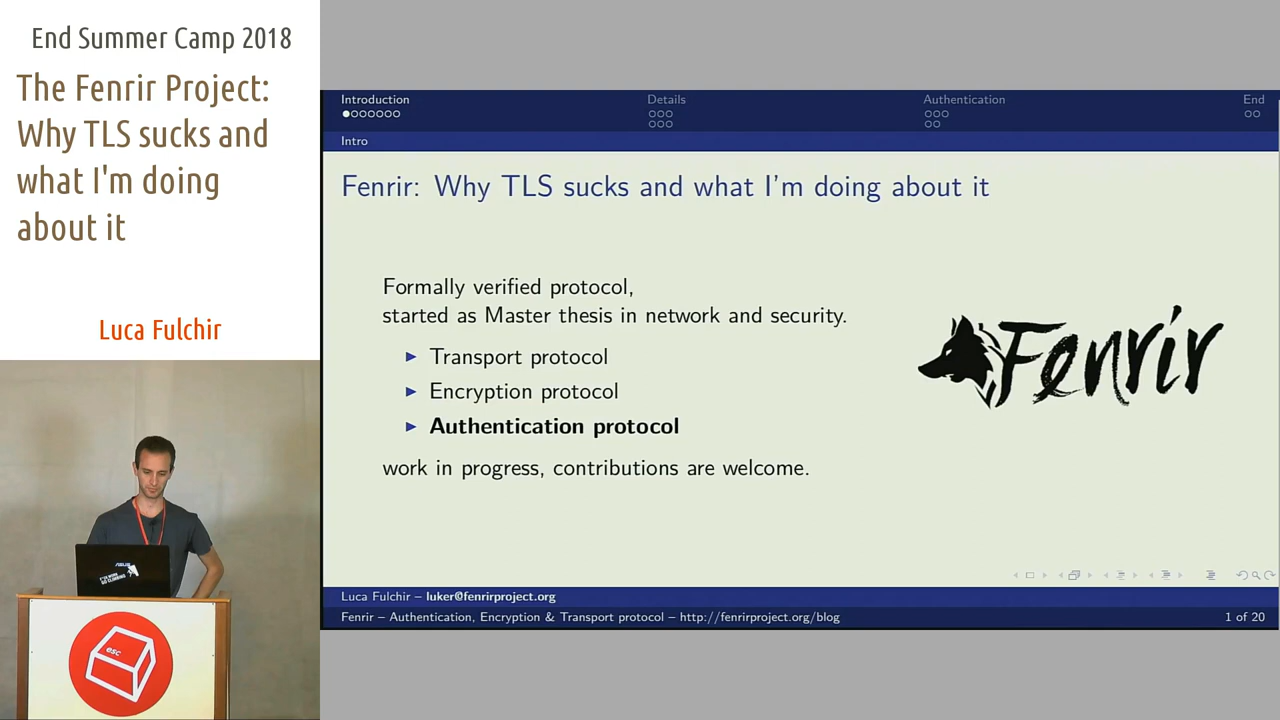 End Summer Camp 2018
The Fenrir Project:
Why TLS sucks and
what I'm doing
about it
Luca Fulchir
esc
Introduction
Details
Authentication
End
Intro
Fenrir: Why TLS sucks and what I'm doing about it
Formally verified protocol,
started as Master thesis in network and security.
Transport protocol
Encryption protocol
Authentication protocol
work in progress, contributions are welcome.
Fenrir
Luca Fulchir – luker@fenrirproject.org
Fenrir – Authentication, Encryption & Transport protocol – http://fenrirproject.org/blog
1 of 20